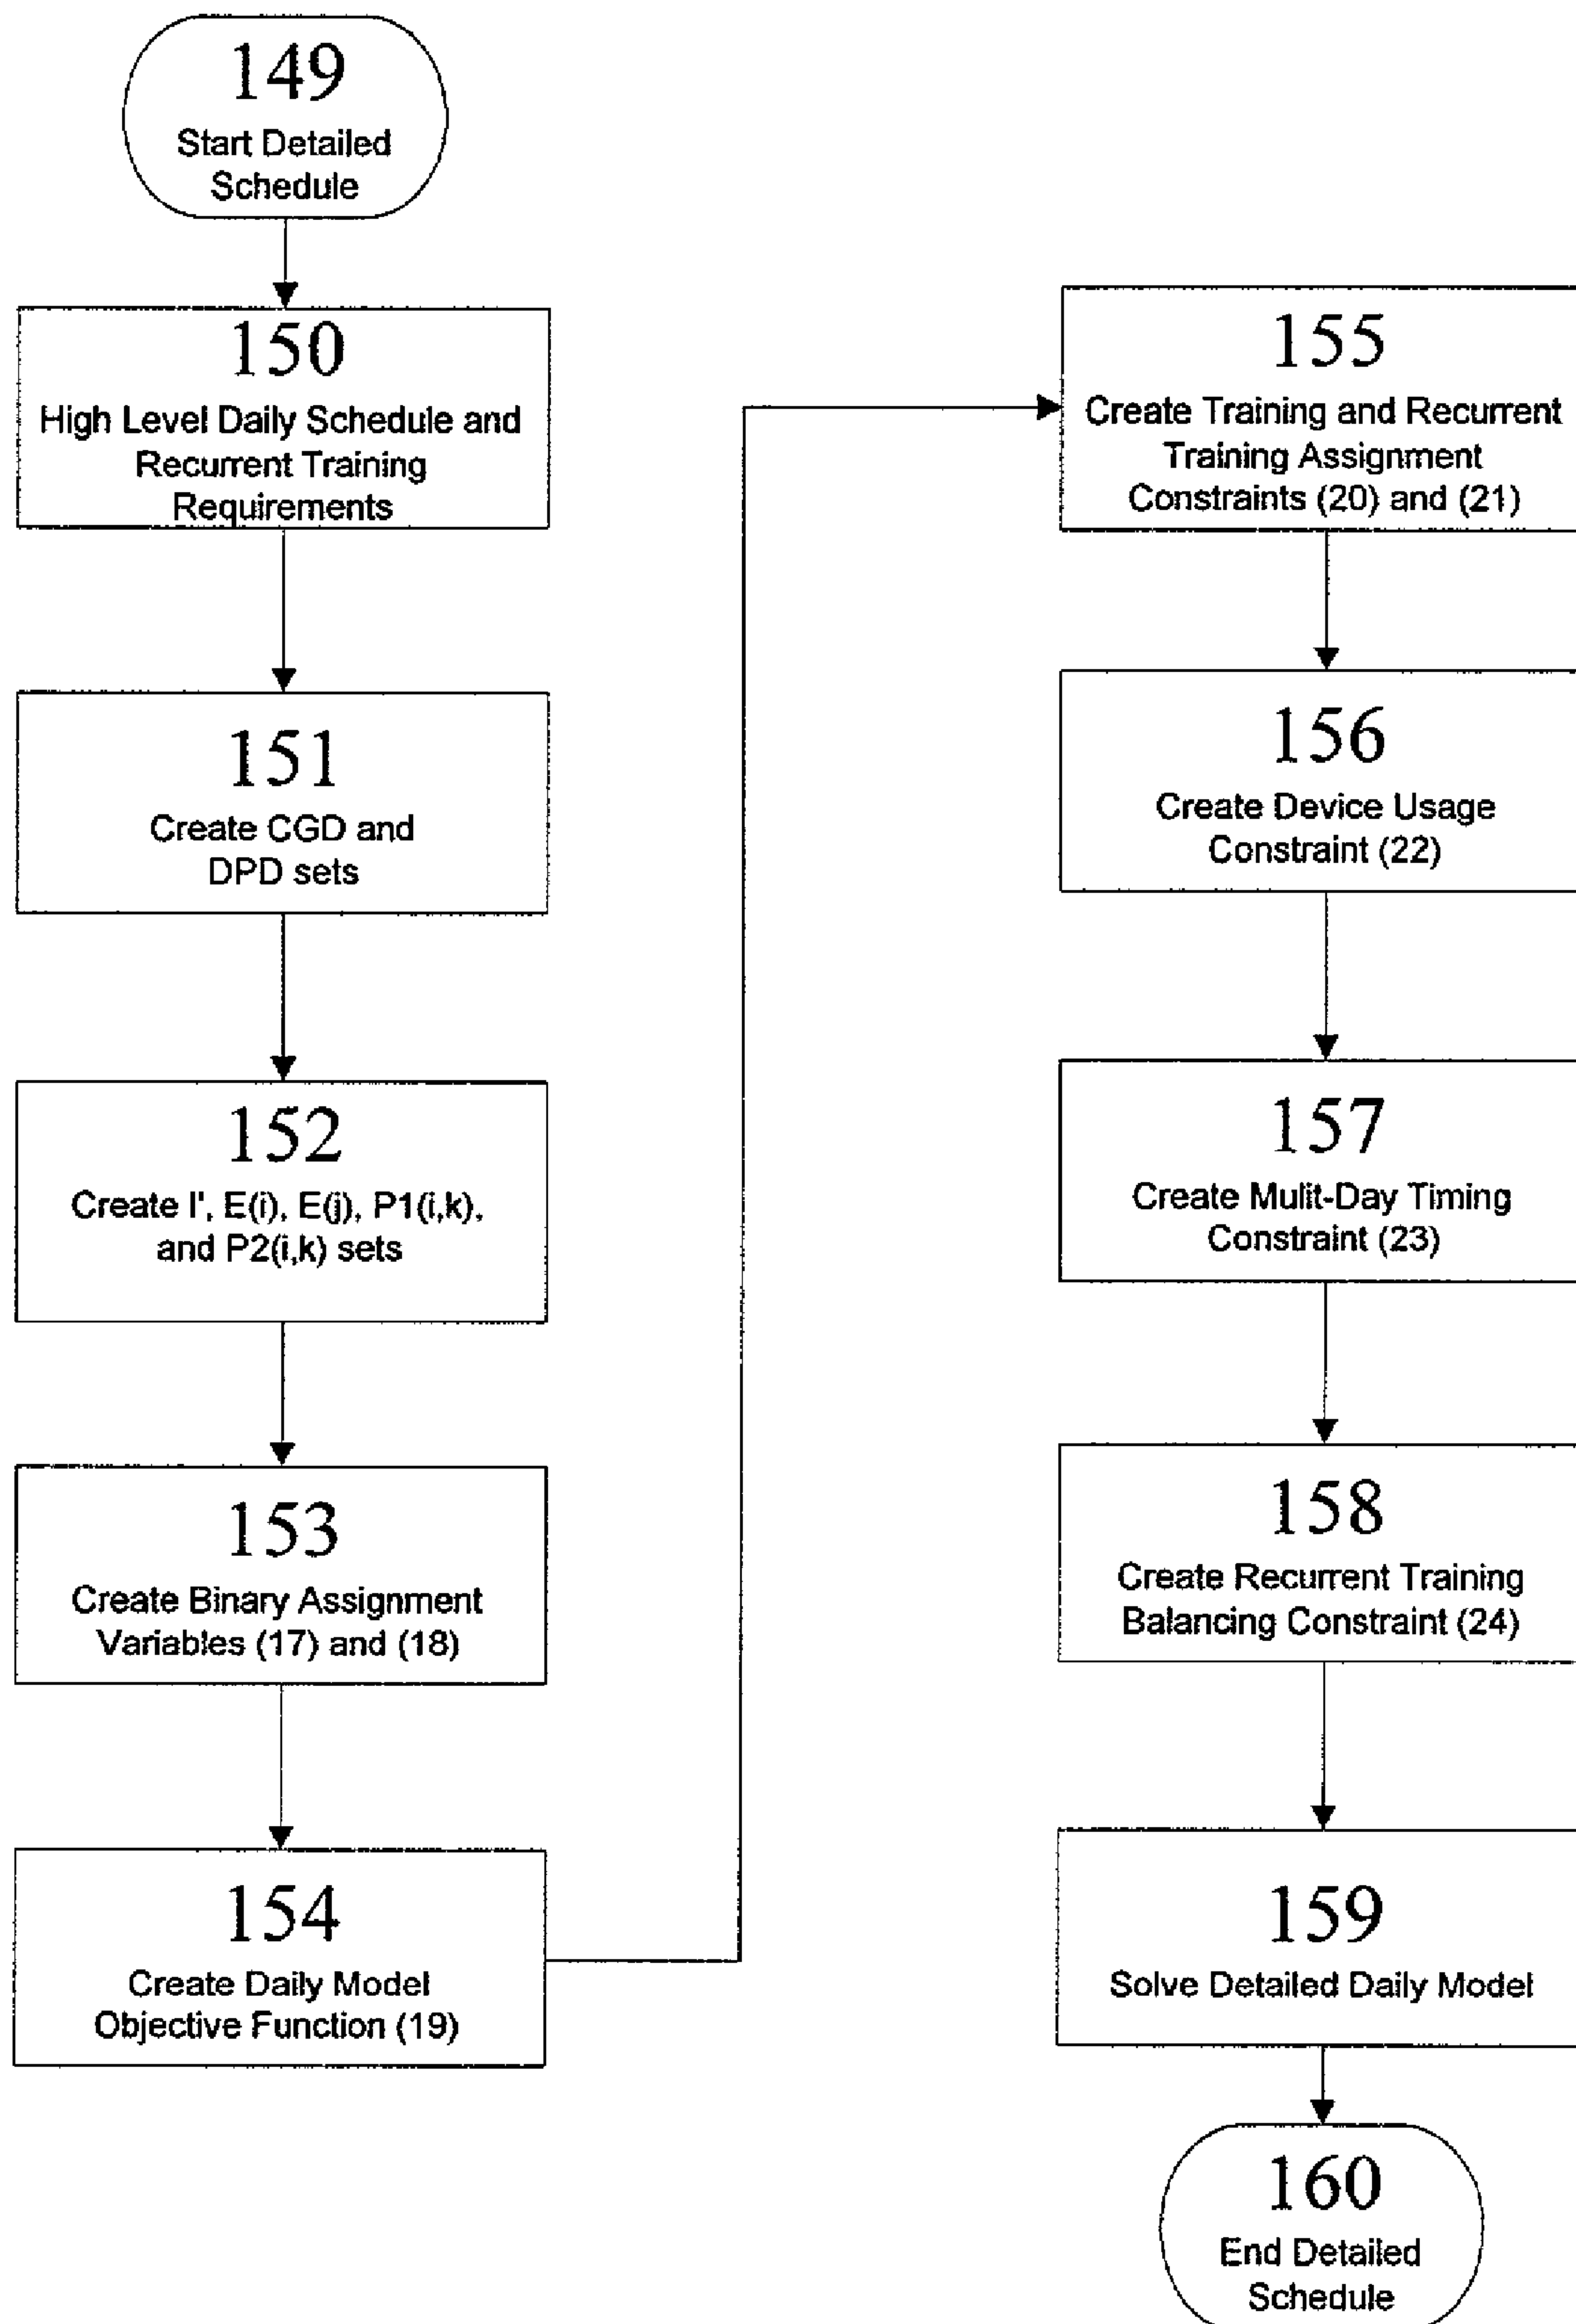 149
Start Detailed
Schedule
150
High Level Daily Schedule and
Recurrent Training
Requirements
151
Create CGD and
DPD sets
152
Create I', E(i), E(j), P1(i,k),
and P2(i,k) sets
153
Create Binary Assignment
Variables (17) and (18)
154
Create Daily Model
Objective Function (19)
155
Create Training and Recurrent
Training Assignment
Constraints (20) and (21)
156
Create Device Usage
Constraint (22)
157
Create Mulit-Day Timing
Constraint (23)
158
Create Recurrent Training
Balancing Constraint (24)
159
Solve Detailed Daily Model
160
End Detailed
Schedule